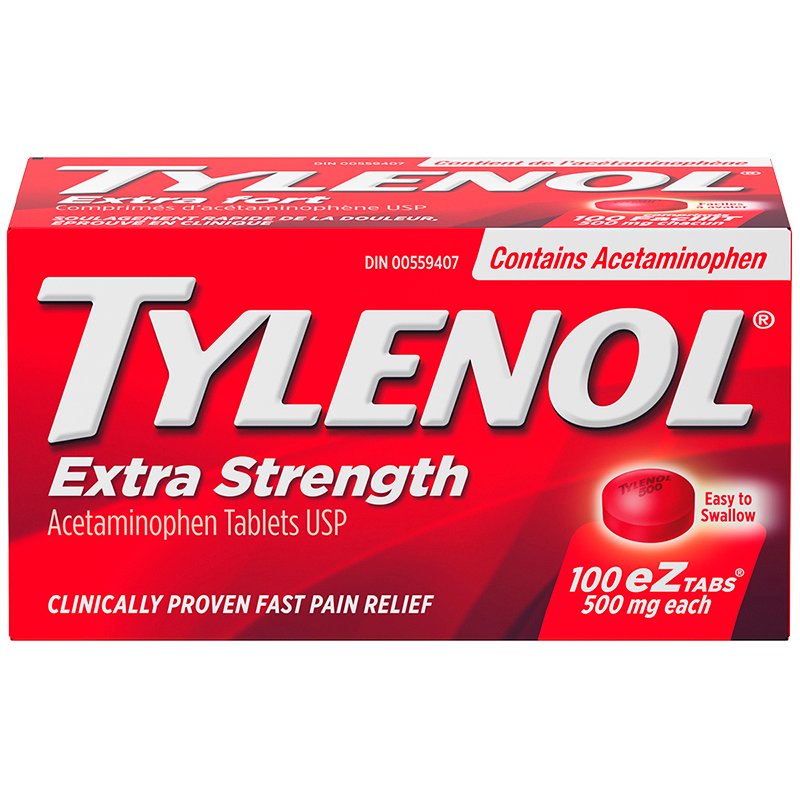 DIN 00559407
Contient de l'acétaminophène
TYLENOL®
Extra fort
Comprimés d'acétaminophène USP
SOULAGEMENT RAPIDE DE LA DOULEUR,
ÉPROUVÉ EN CLINIQUE
Faciles
à avaler
100
500 mg chacun
DIN 00559407
Contains Acetaminophen
TYLENOL®
Extra Strength
Acetaminophen Tablets USP
TYLENOL
500
Easy to
Swallow
CLINICALLY PROVEN FAST PAIN RELIEF
100 eZ TABS®
500 mg each